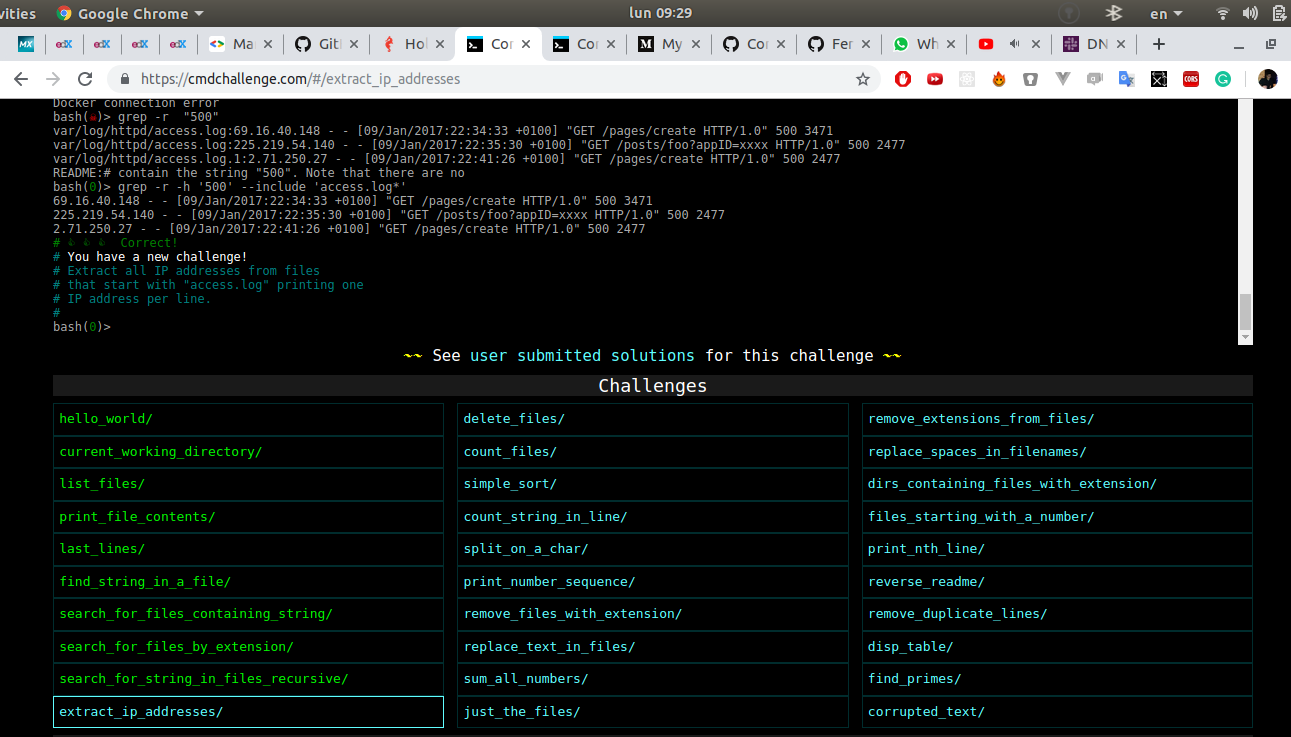 vities Google Chrome lun 09:29 en
Ma Git Ho Co Co My Co Fer Wh DN
https://cmdchallenge.com/#/extract_ip_addresses
CORS
Docker connection error
bash( )> grep -r  "500"
var/log/httpd/access.log:69.16.40.148 - - [09/Jan/2017:22:34:33 +0100] "GET /pages/create HTTP/1.0" 500 3471
var/log/httpd/access.log:225.219.54.140 - - [09/Jan/2017:22:35:30 +0100] "GET /posts/foo?appID=xxxx HTTP/1.0" 500 2477
var/log/httpd/access.log.1:2.71.250.27 - - [09/Jan/2017:22:41:26 +0100] "GET /pages/create HTTP/1.0" 500 2477
README:# contain the string "500". Note that there are no
bash(0)> grep -r -h '500' --include 'access.log*'
69.16.40.148 - - [09/Jan/2017:22:34:33 +0100] "GET /pages/create HTTP/1.0" 500 3471
225.219.54.140 - - [09/Jan/2017:22:35:30 +0100] "GET /posts/foo?appID=xxxx HTTP/1.0" 500 2477
2.71.250.27 - - [09/Jan/2017:22:41:26 +0100] "GET /pages/create HTTP/1.0" 500 2477
# Correct!
# You have a new challenge!
# Extract all IP addresses from files
# that start with "access.log" printing one
# IP address per line.
#
bash(0)>
~~ See user submitted solutions for this challenge ~~
Challenges
hello_world/ delete_files/ remove_extensions_from_files/
current_working_directory/ count_files/ replace_spaces_in_filenames/
list_files/ simple_sort/ dirs_containing_files_with_extension/
print_file_contents/ count_string_in_line/ files_starting_with_a_number/
last_lines/ split_on_a_char/ print_nth_line/
find_string_in_a_file/ print_number_sequence/ reverse_readme/
search_for_files_containing_string/ remove_files_with_extension/ remove_duplicate_lines/
search_for_files_by_extension/ replace_text_in_files/ disp_table/
search_for_string_in_files_recursive/ sum_all_numbers/ find_primes/
extract_ip_addresses/ just_the_files/ corrupted_text/